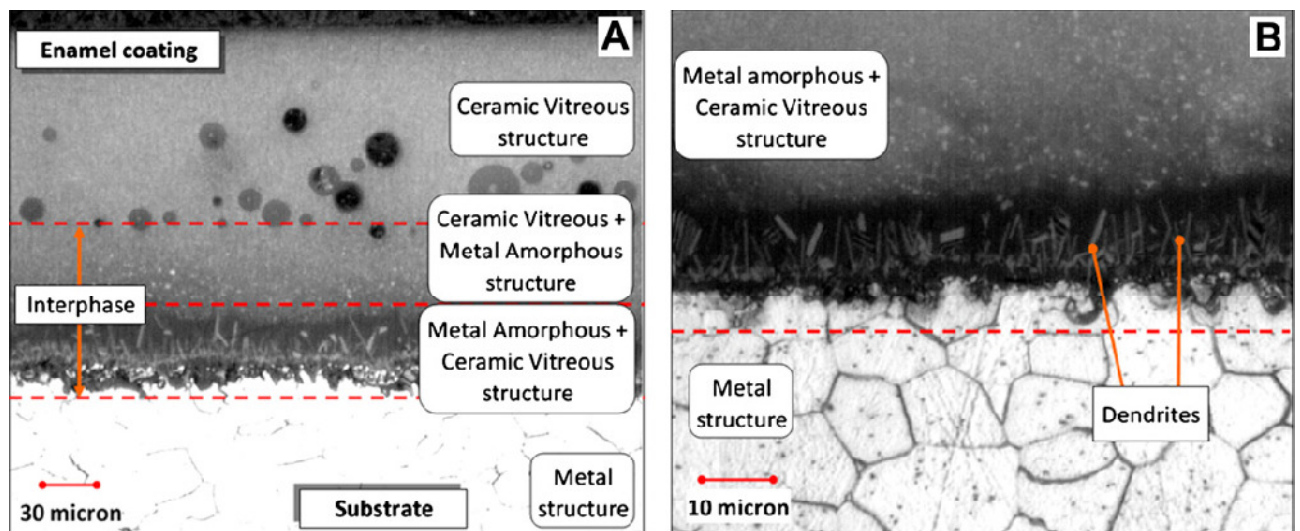 A
Enamel coating
Ceramic Vitreous
structure
Ceramic Vitreous +
Metal Amorphous
structure
Interphase
Metal Amorphous +
Ceramic Vitreous
structure
Metal
structure
30 micron
Substrate
B
Metal amorphous +
Ceramic Vitreous
structure
Metal
structure
Dendrites
10 micron